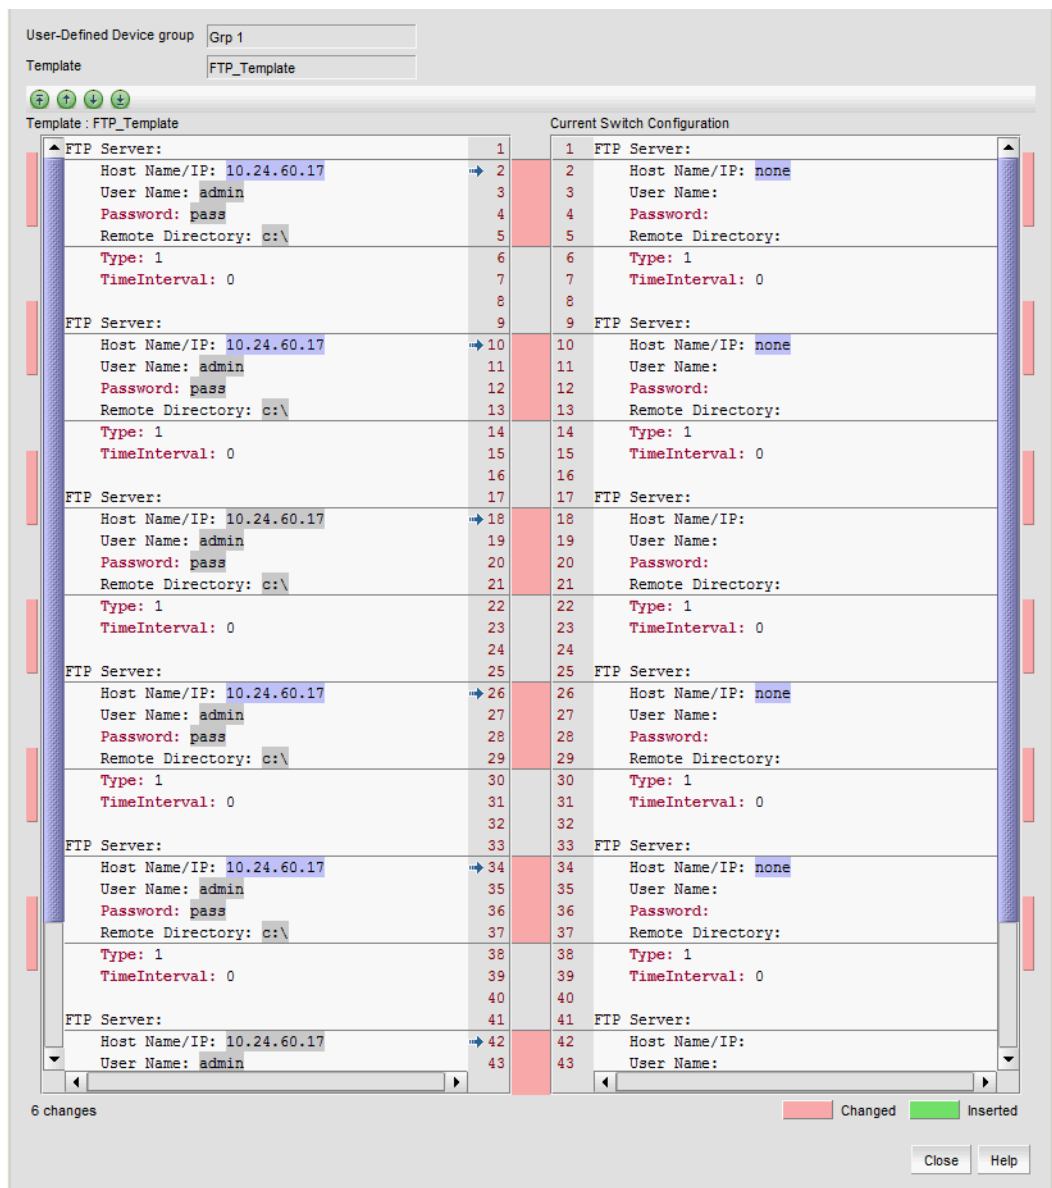 User-Defined Device group Grp 1
Template FTP_Template
Template : FTP_Template
FTP Server: 1
Host Name/IP: 10.24.60.17 2
User Name: admin 3
Password: pass 4
Remote Directory: c:\ 5
Type: 1 6
TimeInterval: 0 7
8
FTP Server: 9
Host Name/IP: 10.24.60.17 10
User Name: admin 11
Password: pass 12
Remote Directory: c:\ 13
Type: 1 14
TimeInterval: 0 15
16
FTP Server: 17
Host Name/IP: 10.24.60.17 18
User Name: admin 19
Password: pass 20
Remote Directory: c:\ 21
Type: 1 22
TimeInterval: 0 23
24
FTP Server: 25
Host Name/IP: 10.24.60.17 26
User Name: admin 27
Password: pass 28
Remote Directory: c:\ 29
Type: 1 30
TimeInterval: 0 31
32
FTP Server: 33
Host Name/IP: 10.24.60.17 34
User Name: admin 35
Password: pass 36
Remote Directory: c:\ 37
Type: 1 38
TimeInterval: 0 39
40
FTP Server: 41
Host Name/IP: 10.24.60.17 42
User Name: admin 43
Current Switch Configuration
1 FTP Server:
2 Host Name/IP: none
3 User Name:
4 Password:
5 Remote Directory:
6 Type: 1
7 TimeInterval: 0
8
9 FTP Server:
10 Host Name/IP: none
11 User Name:
12 Password:
13 Remote Directory:
14 Type: 1
15 TimeInterval: 0
16
17 FTP Server:
18 Host Name/IP:
19 User Name:
20 Password:
21 Remote Directory:
22 Type: 1
23 TimeInterval: 0
24
25 FTP Server:
26 Host Name/IP: none
27 User Name:
28 Password:
29 Remote Directory:
30 Type: 1
31 TimeInterval: 0
32
33 FTP Server:
34 Host Name/IP: none
35 User Name:
36 Password:
37 Remote Directory:
38 Type: 1
39 TimeInterval: 0
40
41 FTP Server:
42 Host Name/IP:
43 User Name:
6 changes Changed Inserted
Close Help